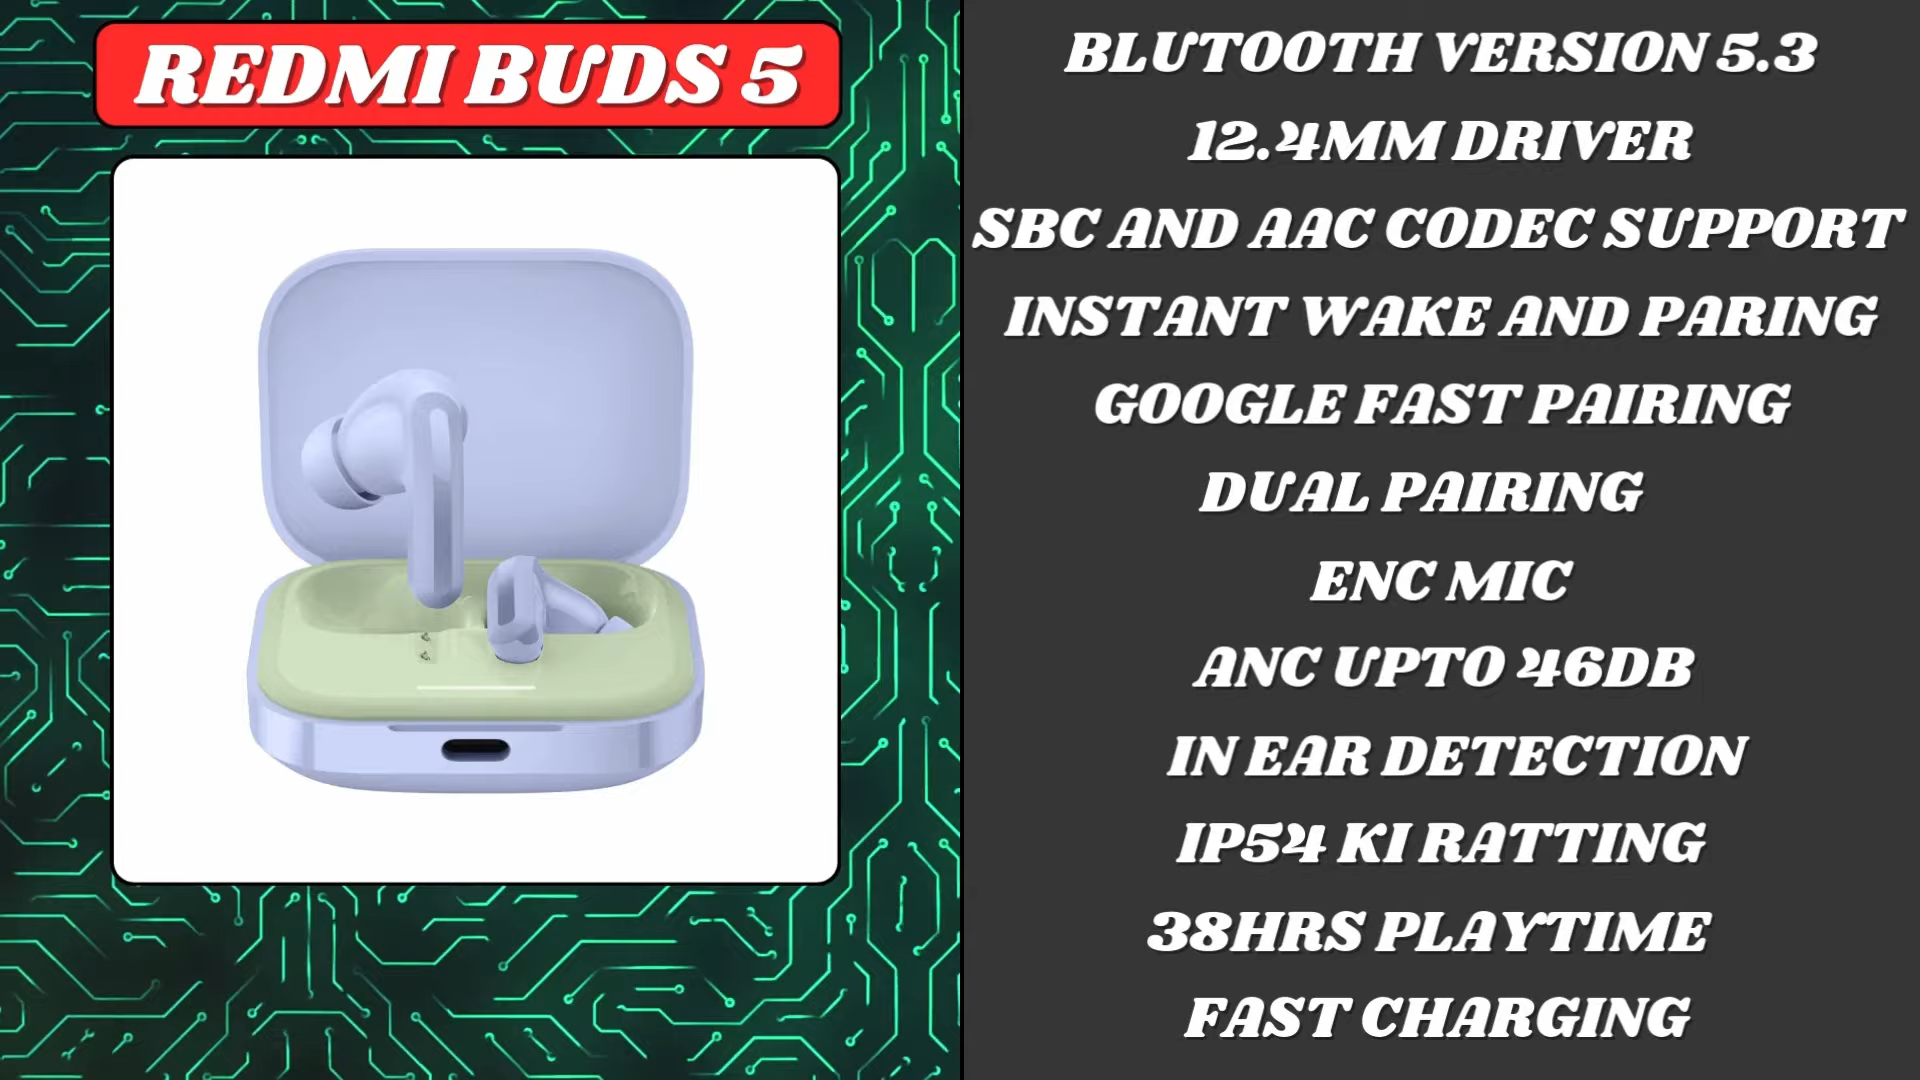 REDMI BUDS 5
BLUTOOTH VERSION 5.3
12.4MM DRIVER
SBC AND AAC CODEC SUPPORT
INSTANT WAKE AND PARING
GOOGLE FAST PAIRING
DUAL PAIRING
ENC MIC
ANC UPTO 46DB
IN EAR DETECTION
IP54 KI RATTING
38HRS PLAYTIME
FAST CHARGING